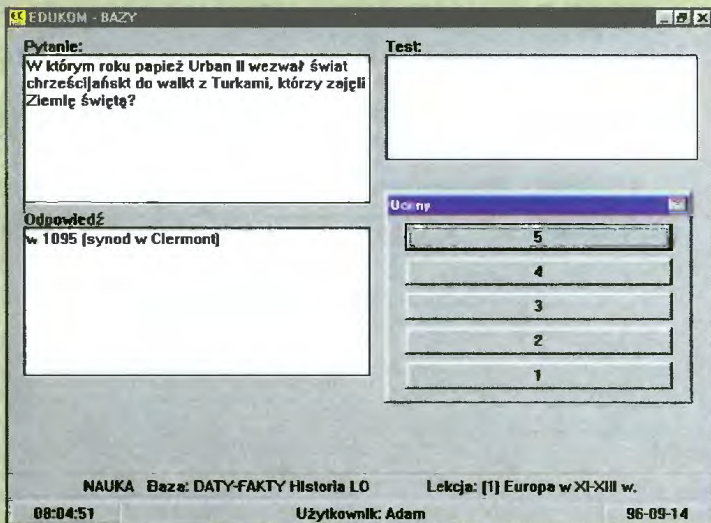 EDUKOM - BAZY
Pytanie:
W którym roku papież Urban II wezwał świat
chrześcijański do walki z Turkami, którzy zajęli
Ziemię świętą?
Test:
Odpowiedź
w 1095 (synod w Clermont)
Oceny
5
4
3
2
1
NAUKA Baza: DATY-FAKTY Historia LO Lekcja: [1] Europa w XI-XIII w.
08:04:51 Użytkownik: Adam 96-09-14